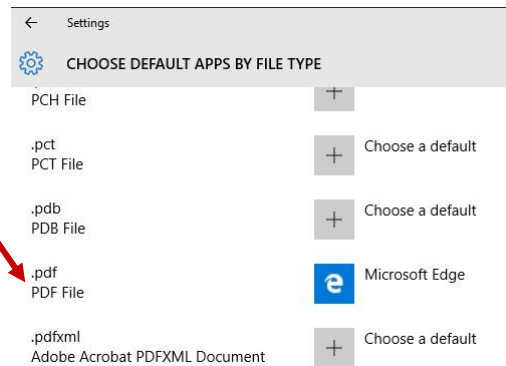 Settings
CHOOSE DEFAULT APPS BY FILE TYPE
PCH File
.pct
PCT File
Choose a default
.pdb
PDB File
Choose a default
.pdf
PDF File
Microsoft Edge
.pdfxml
Adobe Acrobat PDFXML Document
Choose a default